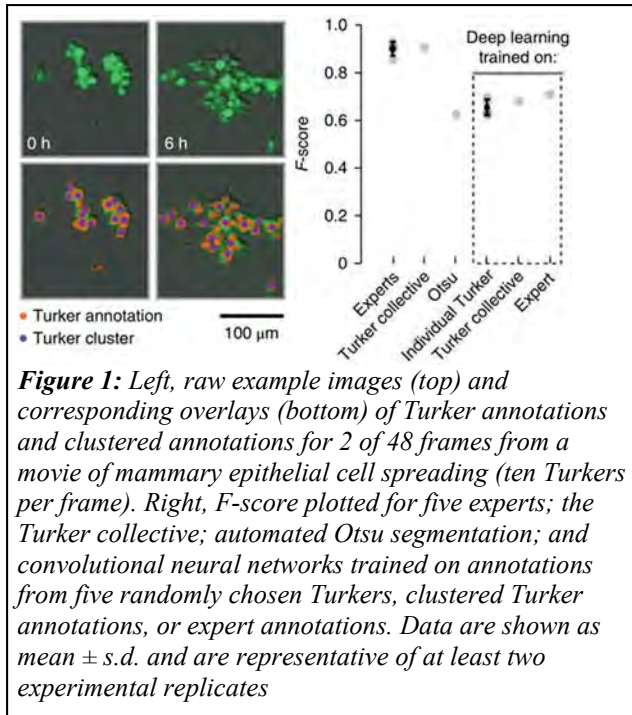 0 h
6 h
Turker annotation
Turker cluster
100 μm
Deep learning
trained on:
F-score
1.0
0.8
0.6
0.4
0.2
0
Experts
Turker collective
Otsu
Individual Turker
Turker collective
Expert
Figure 1: Left, raw example images (top) and
corresponding overlays (bottom) of Turker annotations
and clustered annotations for 2 of 48 frames from a
movie of mammary epithelial cell spreading (ten Turkers
per frame). Right, F-score plotted for five experts; the
Turker collective; automated Otsu segmentation; and
convolutional neural networks trained on annotations
from five randomly chosen Turkers, clustered Turker
annotations, or expert annotations. Data are shown as
mean ± s.d. and are representative of at least two
experimental replicates